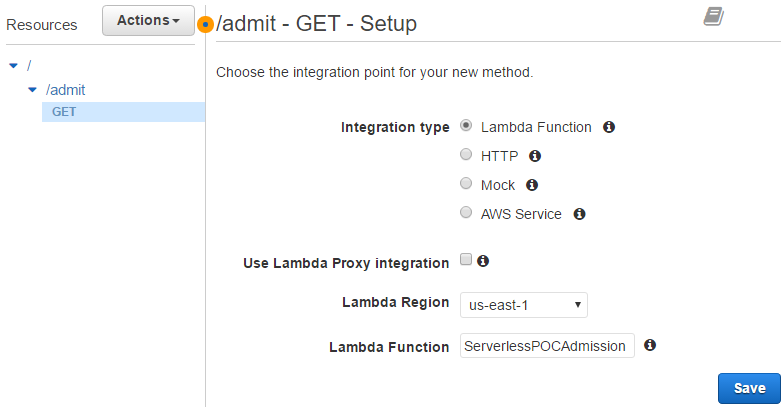 Resources
Actions
/
/admit
GET
/admit - GET - Setup
Choose the integration point for your new method.
Integration type
Lambda Function
HTTP
Mock
AWS Service
Use Lambda Proxy integration
Lambda Region
us-east-1
Lambda Function
ServerlessPOCAdmission
Save